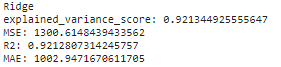 Ridge
explained_variance_score: 0.921344925555647
MSE: 1300.6148439433562
R2: 0.9212807314245757
MAE: 1002.9471670611705